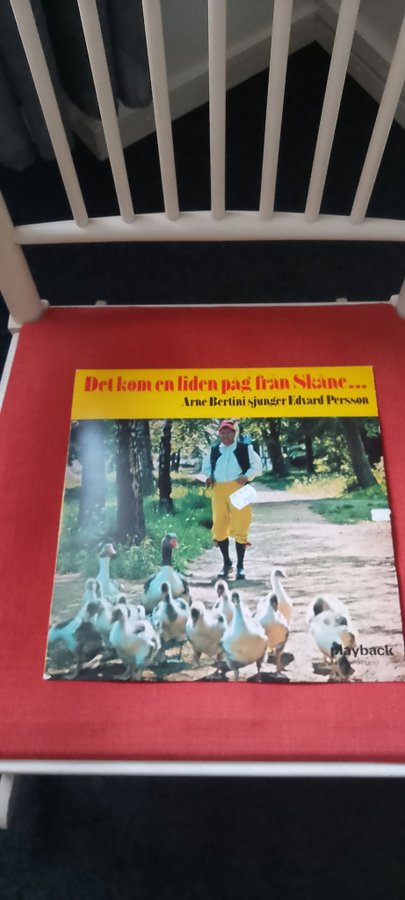 Det kom en liden pag från Skåne...
Arne Bertini sjunger Edvard Persson
playback